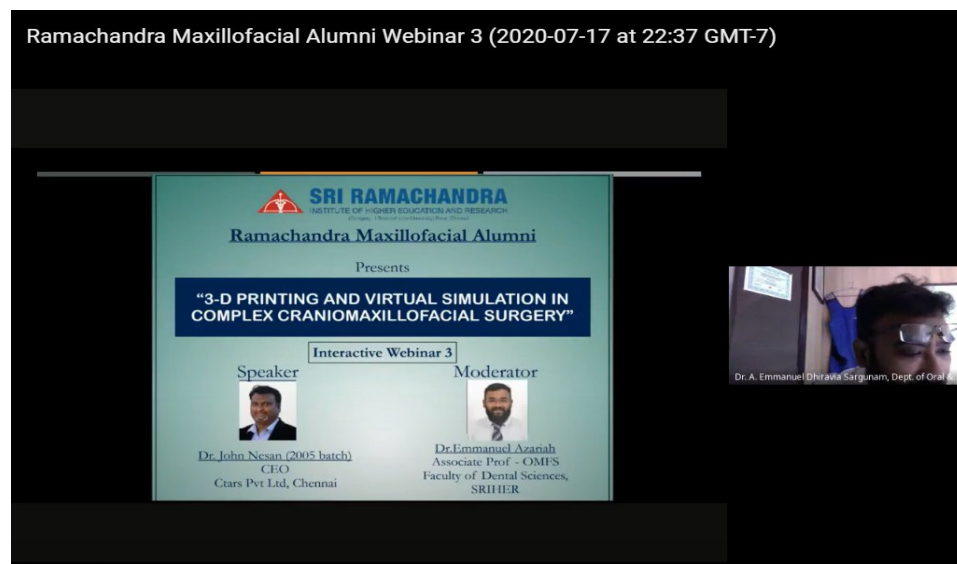 Ramachandra Maxillofacial Alumni Webinar 3 (2020-07-17 at 22:37 GMT-7)
SRI RAMACHANDRA
INSTITUTE OF HIGHER EDUCATION AND RESEARCH
Ramachandra Maxillofacial Alumni
Presents
“3-D PRINTING AND VIRTUAL SIMULATION IN
COMPLEX CRANIOMAXILLOFACIAL SURGERY”
Interactive Webinar 3
Speaker
Moderator
Dr. John Nesan (2005 batch)
CEO
Ctars Pvt Ltd, Chennai
Dr.Emmanuel Azariah
Associate Prof - OMFS
Faculty of Dental Sciences,
SRIHER
Dr. A. Emmanuel Dhiravia Sargunam, Dept. of Oral &